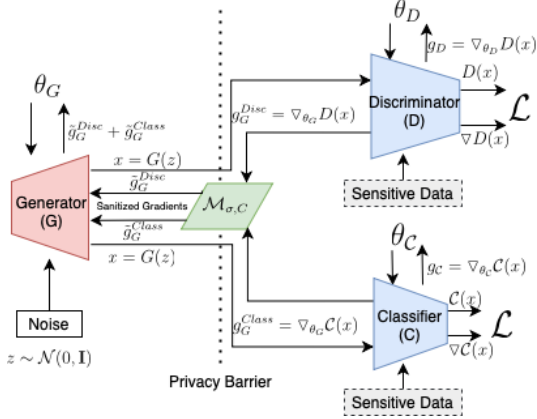 θ_D
g_D = ∇_{θ_D} D(x)
D(x)
Discriminator
(D)
𝓛
∇D(x)
Sensitive Data
θ_G
g̃_G^{Disc} + g̃_G^{Class}
g_G^{Disc} = ∇_{θ_G} D(x)
x = G(z)
g̃_G^{Disc}
Generator
(G)
Sanitized Gradients
𝓜_{σ,C}
g̃_G^{Class}
x = G(z)
θ_𝒞
g_𝒞 = ∇_{θ_𝒞} 𝒞(x)
𝒞(x)
Classifier
(C)
𝓛
∇𝒞(x)
g_G^{Class} = ∇_{θ_G} 𝒞(x)
Noise
z ∼ 𝒩(0, 𝐈)
Privacy Barrier
Sensitive Data